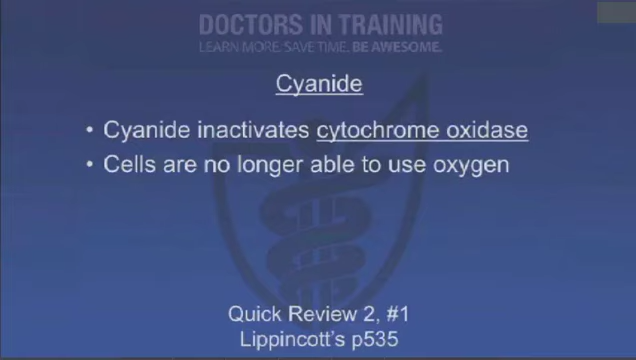 DOCTORS IN TRAINING
LEARN MORE. SAVE TIME. BE AWESOME.
Cyanide
• Cyanide inactivates cytochrome oxidase
• Cells are no longer able to use oxygen
Quick Review 2, #1
Lippincott's p535